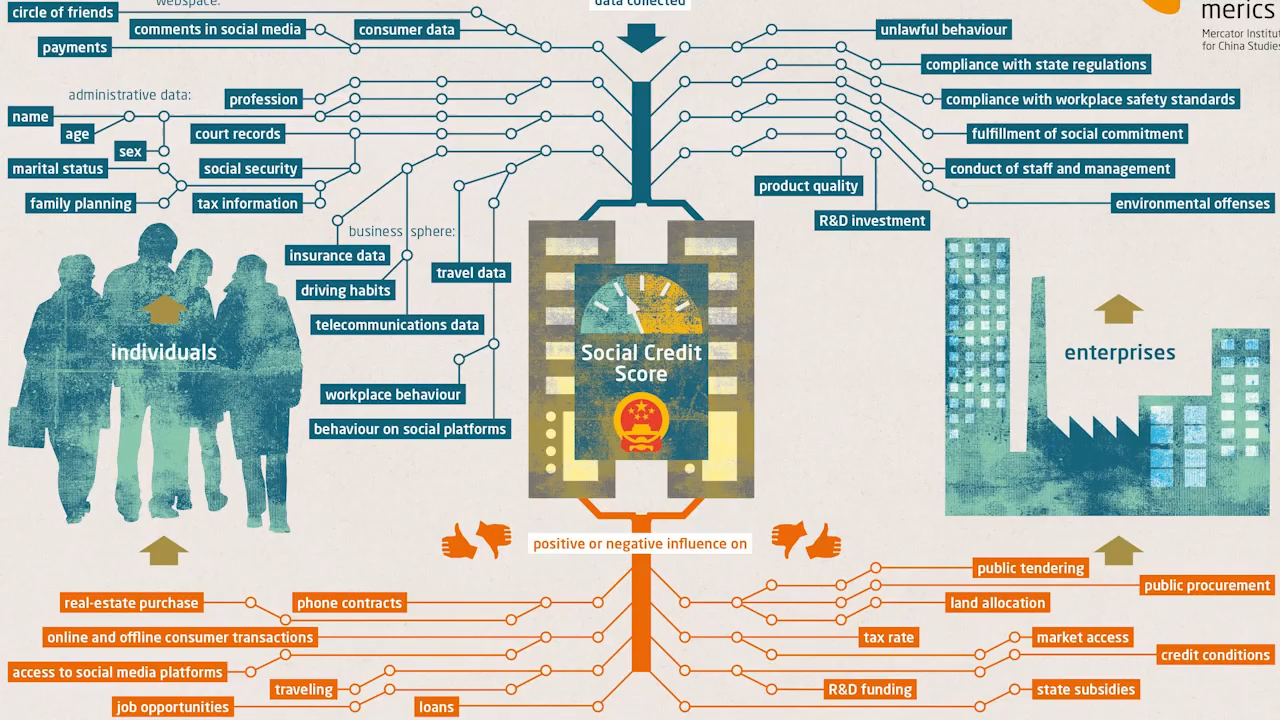 webspace:
data collected
circle of friends
comments in social media
consumer data
payments
administrative data:
profession
name
age
court records
sex
marital status
social security
family planning
tax information
business sphere:
insurance data
travel data
driving habits
telecommunications data
workplace behaviour
behaviour on social platforms
individuals
Social Credit
Score
merics
Mercator Institut
for China Studies
unlawful behaviour
compliance with state regulations
compliance with workplace safety standards
fulfillment of social commitment
conduct of staff and management
product quality
environmental offenses
R&D investment
enterprises
positive or negative influence on
real-estate purchase
phone contracts
online and offline consumer transactions
access to social media platforms
traveling
job opportunities
loans
public tendering
public procurement
land allocation
tax rate
market access
credit conditions
R&D funding
state subsidies